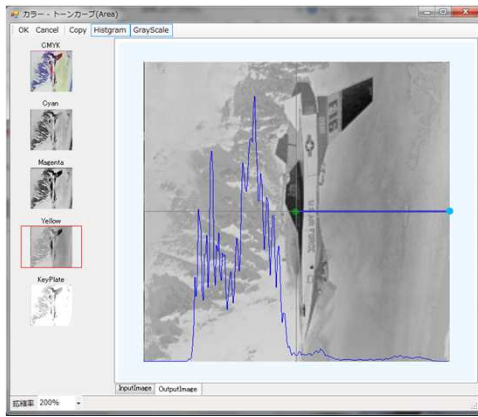 カラー - トーンカーブ(Area)
OK Cancel Copy Histgram GrayScale
CMYK
Cyan
Magenta
Yellow
KeyPlate
F16
InputImage OutputImage
拡縮率 200%